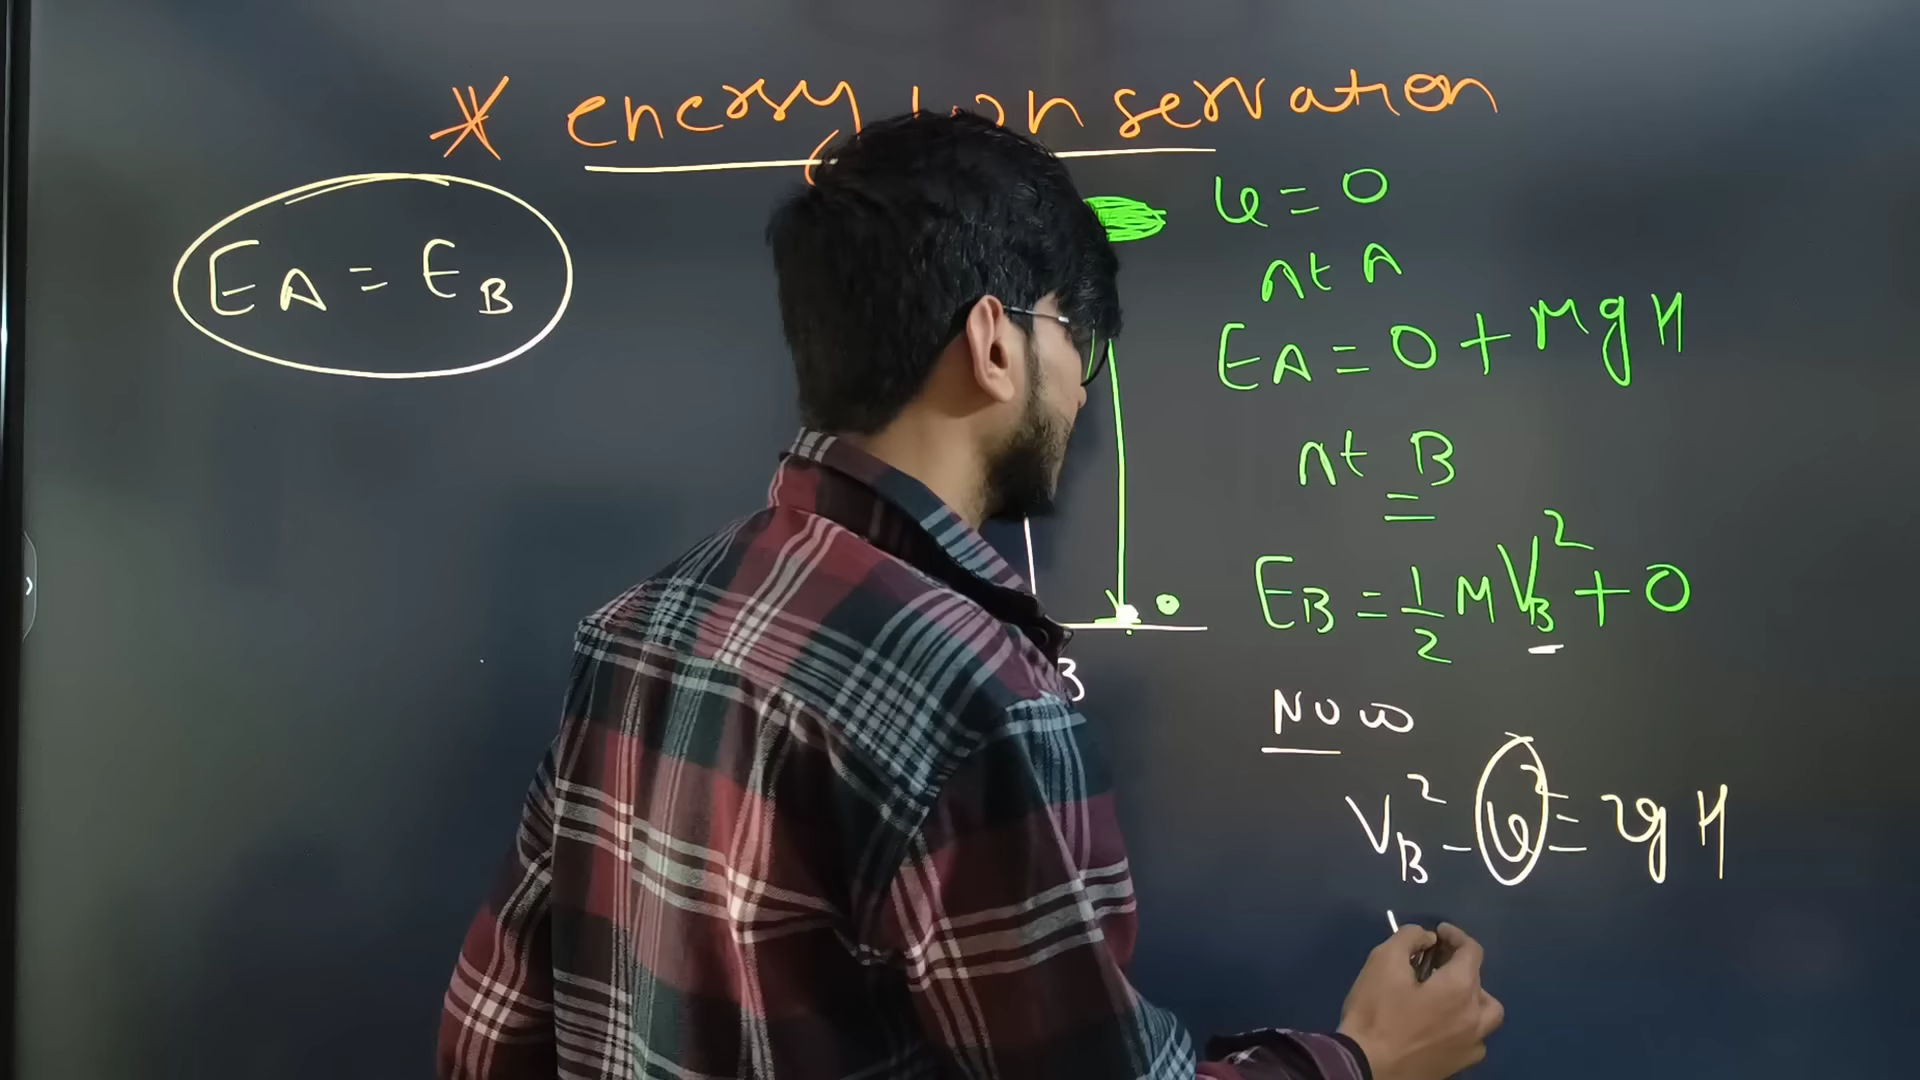 * energy conservation
EA = EB
u = 0
At A
EA = 0 + MgH
At B
EB = 1/2 MVB² + 0
B
Now
VB² - u² = 2gH